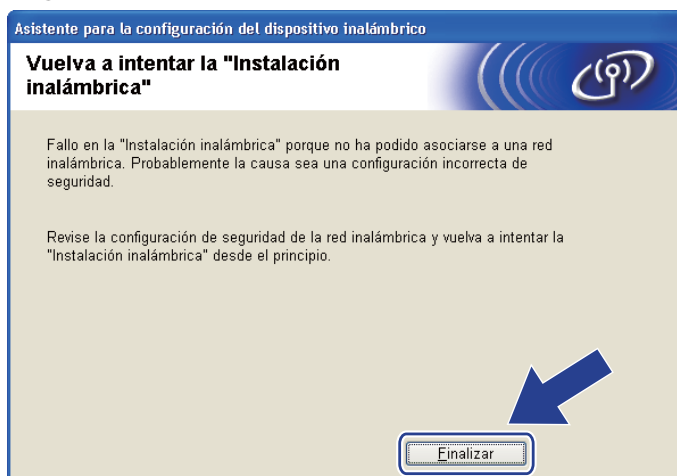 Asistente para la configuración del dispositivo inalámbrico
Vuelva a intentar la "Instalación
inalámbrica"
Fallo en la "Instalación inalámbrica" porque no ha podido asociarse a una red
inalámbrica. Probablemente la causa sea una configuración incorrecta de
seguridad.
Revise la configuración de seguridad de la red inalámbrica y vuelva a intentar la
"Instalación inalámbrica" desde el principio.
Finalizar